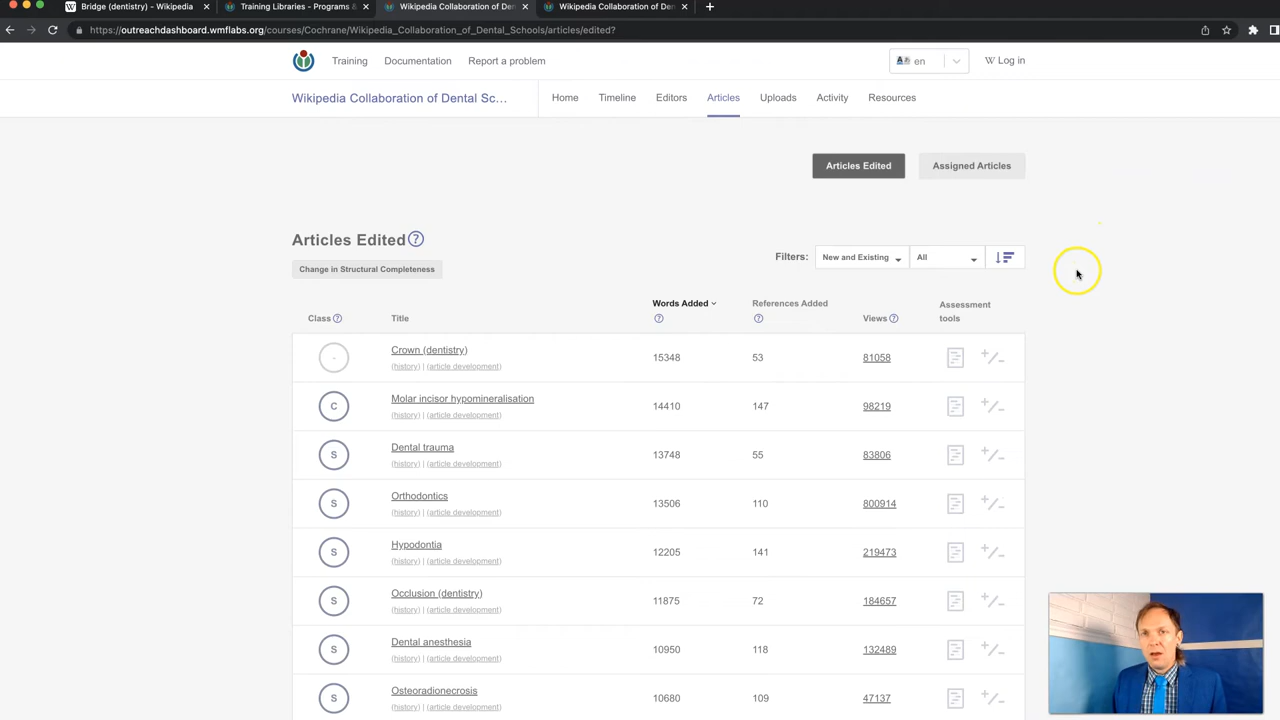 Bridge (dentistry) - Wikipedia
Training Libraries - Programs &
Wikipedia Collaboration of Den
Wikipedia Collaboration of Den
https://outreachdashboard.wmflabs.org/courses/Cochrane/Wikipedia_Collaboration_of_Dental_Schools/articles/edited?
Training Documentation Report a problem
en
Log in
Wikipedia Collaboration of Dental Sc...
Home Timeline Editors Articles Uploads Activity Resources
Articles Edited Assigned Articles
Articles Edited ?
Filters: New and Existing All
Change in Structural Completeness
Class ? Title Words Added ? References Added ? Views ? Assessment tools
- Crown (dentistry) 15348 53 81058 +/-
(history) | (article development)
C Molar incisor hypomineralisation 14410 147 98219 +/-
(history) | (article development)
S Dental trauma 13748 55 83806 +/-
(history) | (article development)
S Orthodontics 13506 110 800914 +/-
(history) | (article development)
S Hypodontia 12205 141 219473 +/-
(history) | (article development)
S Occlusion (dentistry) 11875 72 184657 +/-
(history) | (article development)
S Dental anesthesia 10950 118 132489 +/-
(history) | (article development)
S Osteoradionecrosis 10680 109 47137 +/-
(history) | (article development)